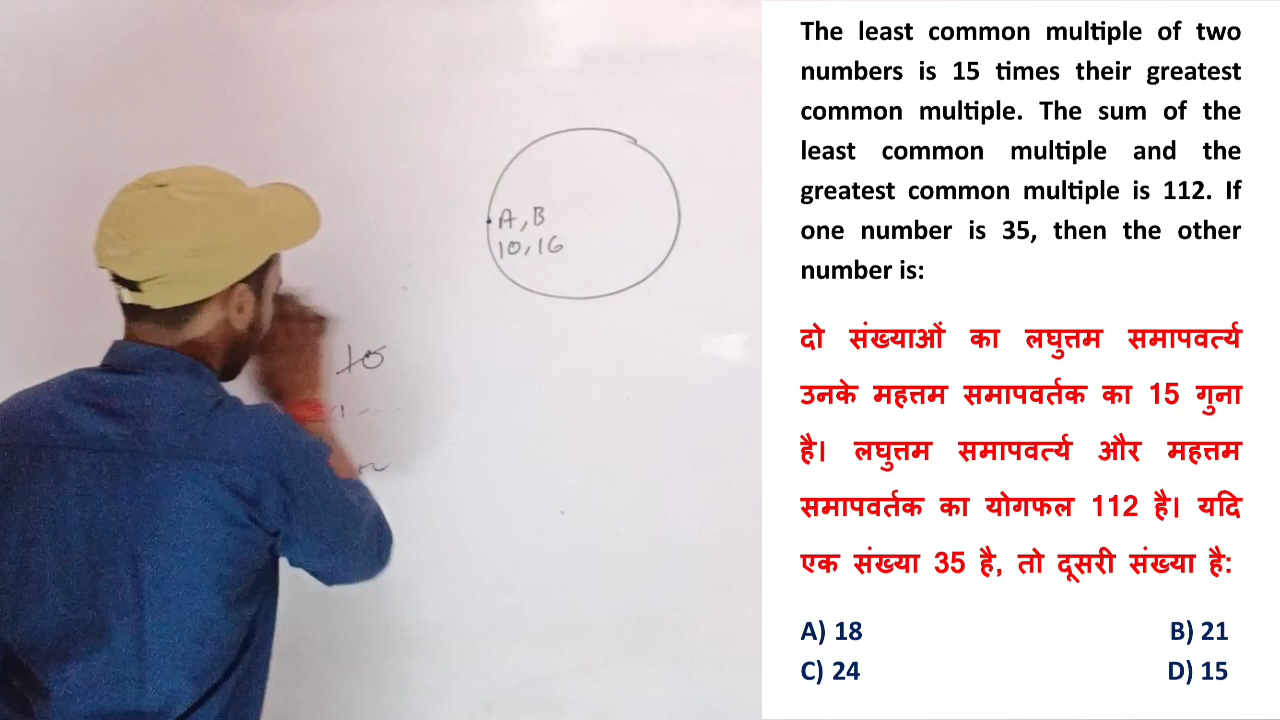 A, B
10, 16
The least common multiple of two
numbers is 15 times their greatest
common multiple. The sum of the
least common multiple and the
greatest common multiple is 112. If
one number is 35, then the other
number is:
दो संख्याओं का लघुत्तम समापवर्त्य
उनके महत्तम समापवर्तक का 15 गुना
है। लघुत्तम समापवर्त्य और महत्तम
समापवर्तक का योगफल 112 है। यदि
एक संख्या 35 है, तो दूसरी संख्या है:
A) 18 B) 21
C) 24 D) 15